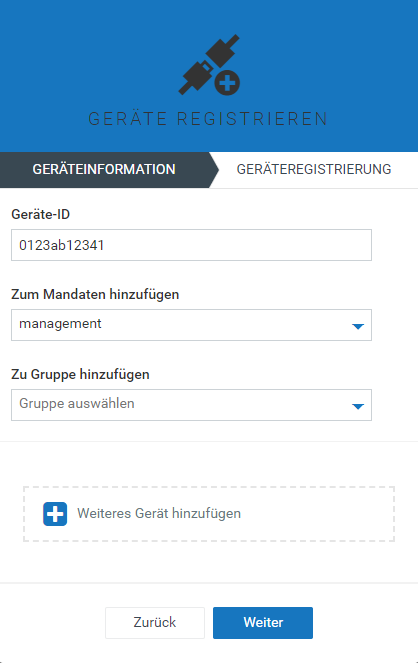 GERÄTE REGISTRIEREN
GERÄTEINFORMATION
GERÄTEREGISTRIERUNG
Geräte-ID
0123ab12341
Zum Mandaten hinzufügen
management
Zu Gruppe hinzufügen
Gruppe auswählen
Weiteres Gerät hinzufügen
Zurück
Weiter